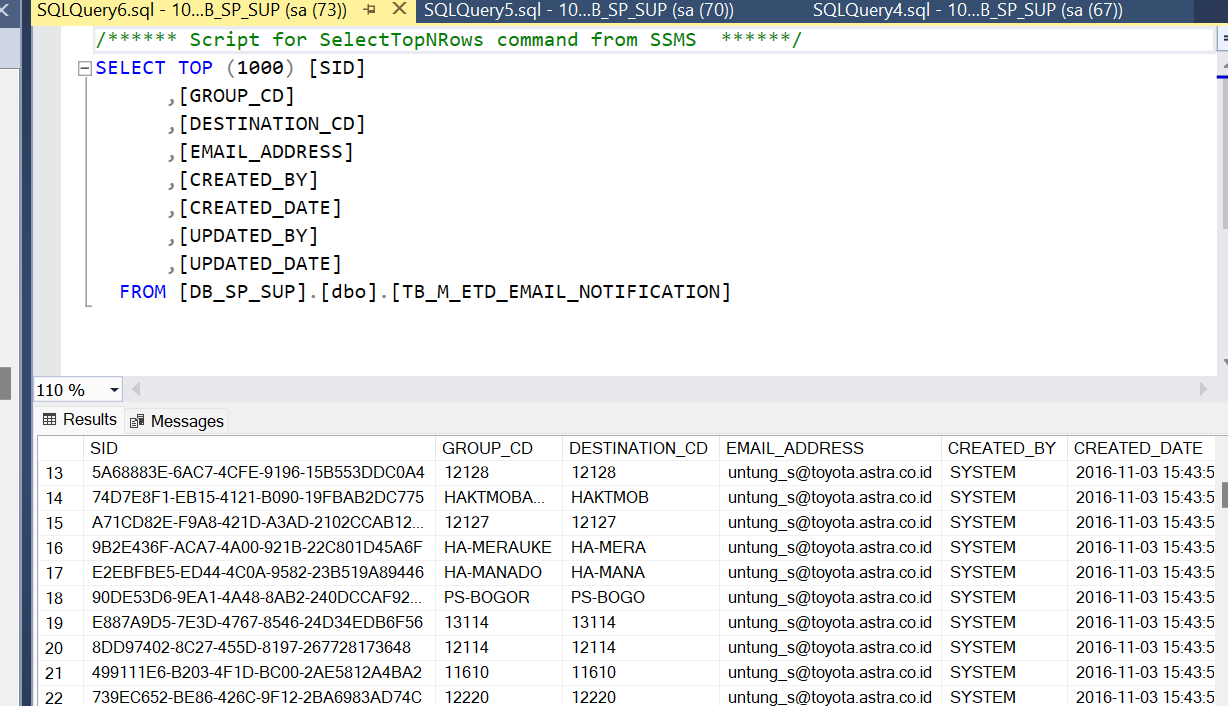 SQLQuery6.sql - 10...B_SP_SUP (sa (73)) SQLQuery5.sql - 10...B_SP_SUP (sa (70)) SQLQuery4.sql - 10...B_SP_SUP (sa (67))
/****** Script for SelectTopNRows command from SSMS ******/
SELECT TOP (1000) [SID]
,[GROUP_CD]
,[DESTINATION_CD]
,[EMAIL_ADDRESS]
,[CREATED_BY]
,[CREATED_DATE]
,[UPDATED_BY]
,[UPDATED_DATE]
FROM [DB_SP_SUP].[dbo].[TB_M_ETD_EMAIL_NOTIFICATION]
110 %
Results Messages
SID GROUP_CD DESTINATION_CD EMAIL_ADDRESS CREATED_BY CREATED_DATE
13 5A68883E-6AC7-4CFE-9196-15B553DDC0A4 12128 12128 untung_s@toyota.astra.co.id SYSTEM 2016-11-03 15:43:5
14 74D7E8F1-EB15-4121-B090-19FBAB2DC775 HAKTMOBA... HAKTMOB untung_s@toyota.astra.co.id SYSTEM 2016-11-03 15:43:5
15 A71CD82E-F9A8-421D-A3AD-2102CCAB12... 12127 12127 untung_s@toyota.astra.co.id SYSTEM 2016-11-03 15:43:5
16 9B2E436F-ACA7-4A00-921B-22C801D45A6F HA-MERAUKE HA-MERA untung_s@toyota.astra.co.id SYSTEM 2016-11-03 15:43:5
17 E2EBFBE5-ED44-4C0A-9582-23B519A89446 HA-MANADO HA-MANA untung_s@toyota.astra.co.id SYSTEM 2016-11-03 15:43:5
18 90DE53D6-9EA1-4A48-8AB2-240DCCAF92... PS-BOGOR PS-BOGO untung_s@toyota.astra.co.id SYSTEM 2016-11-03 15:43:5
19 E887A9D5-7E3D-4767-8546-24D34EDB6F56 13114 13114 untung_s@toyota.astra.co.id SYSTEM 2016-11-03 15:43:5
20 8DD97402-8C27-455D-8197-267728173648 12114 12114 untung_s@toyota.astra.co.id SYSTEM 2016-11-03 15:43:5
21 499111E6-B203-4F1D-BC00-2AE5812A4BA2 11610 11610 untung_s@toyota.astra.co.id SYSTEM 2016-11-03 15:43:5
22 739EC652-BE86-426C-9F12-2BA6983AD74C 12220 12220 untung_s@toyota.astra.co.id SYSTEM 2016-11-03 15:43:5